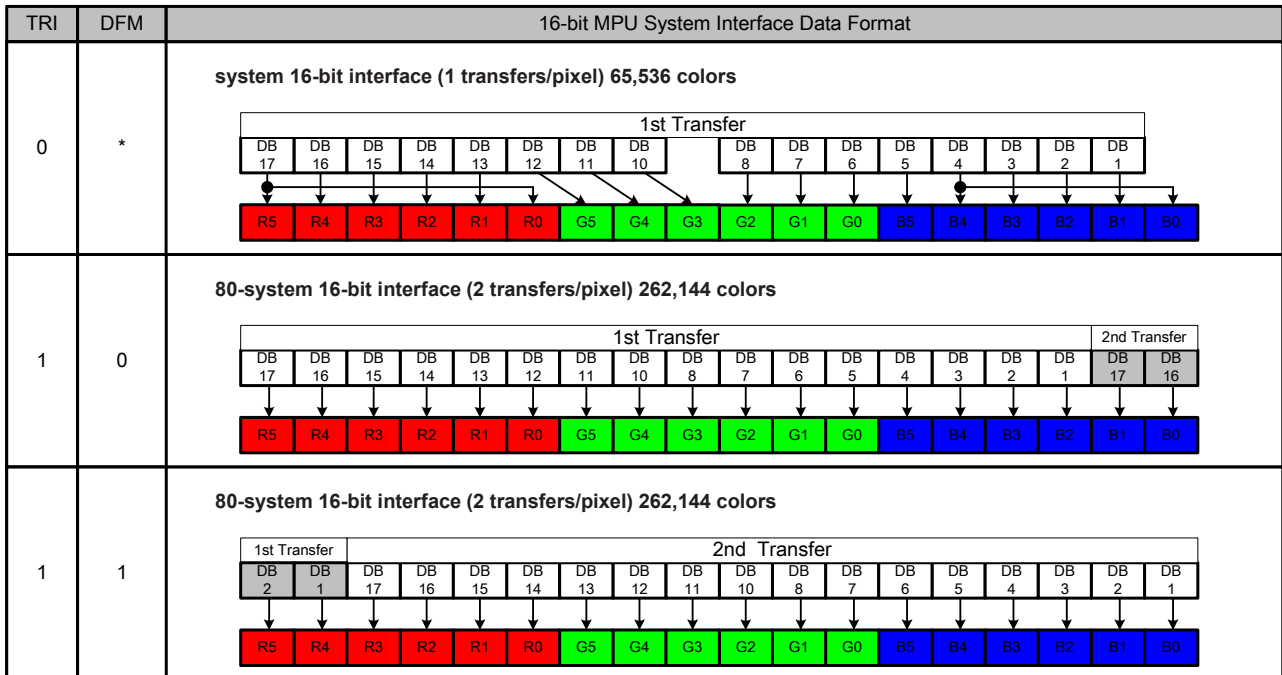 TRI DFM 16-bit MPU System Interface Data Format
system 16-bit interface (1 transfers/pixel) 65,536 colors
0 *
1st Transfer
DB 17 DB 16 DB 15 DB 14 DB 13 DB 12 DB 11 DB 10 DB 8 DB 7 DB 6 DB 5 DB 4 DB 3 DB 2 DB 1
R5 R4 R3 R2 R1 R0 G5 G4 G3 G2 G1 G0 B5 B4 B3 B2 B1 B0
80-system 16-bit interface (2 transfers/pixel) 262,144 colors
1 0
1st Transfer 2nd Transfer
DB 17 DB 16 DB 15 DB 14 DB 13 DB 12 DB 11 DB 10 DB 8 DB 7 DB 6 DB 5 DB 4 DB 3 DB 2 DB 1 DB 17 DB 16
R5 R4 R3 R2 R1 R0 G5 G4 G3 G2 G1 G0 B5 B4 B3 B2 B1 B0
80-system 16-bit interface (2 transfers/pixel) 262,144 colors
1 1
1st Transfer 2nd Transfer
DB 2 DB 1 DB 17 DB 16 DB 15 DB 14 DB 13 DB 12 DB 11 DB 10 DB 8 DB 7 DB 6 DB 5 DB 4 DB 3 DB 2 DB 1
R5 R4 R3 R2 R1 R0 G5 G4 G3 G2 G1 G0 B5 B4 B3 B2 B1 B0